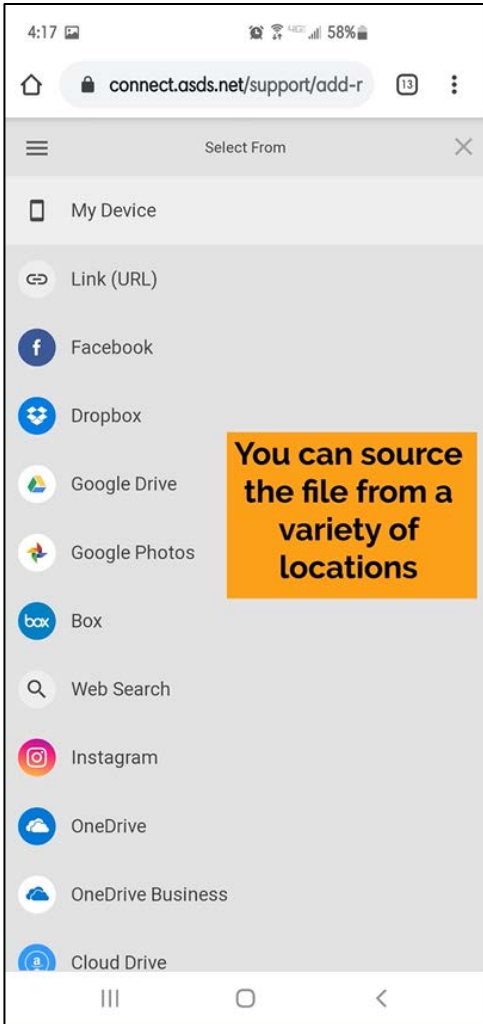 4:17 58%
connect.asds.net/support/add-r 13
Select From
My Device
Link (URL)
f Facebook
Dropbox
You can source
the file from a
variety of
locations
Google Drive
Google Photos
box Box
Web Search
Instagram
OneDrive
OneDrive Business
a Cloud Drive